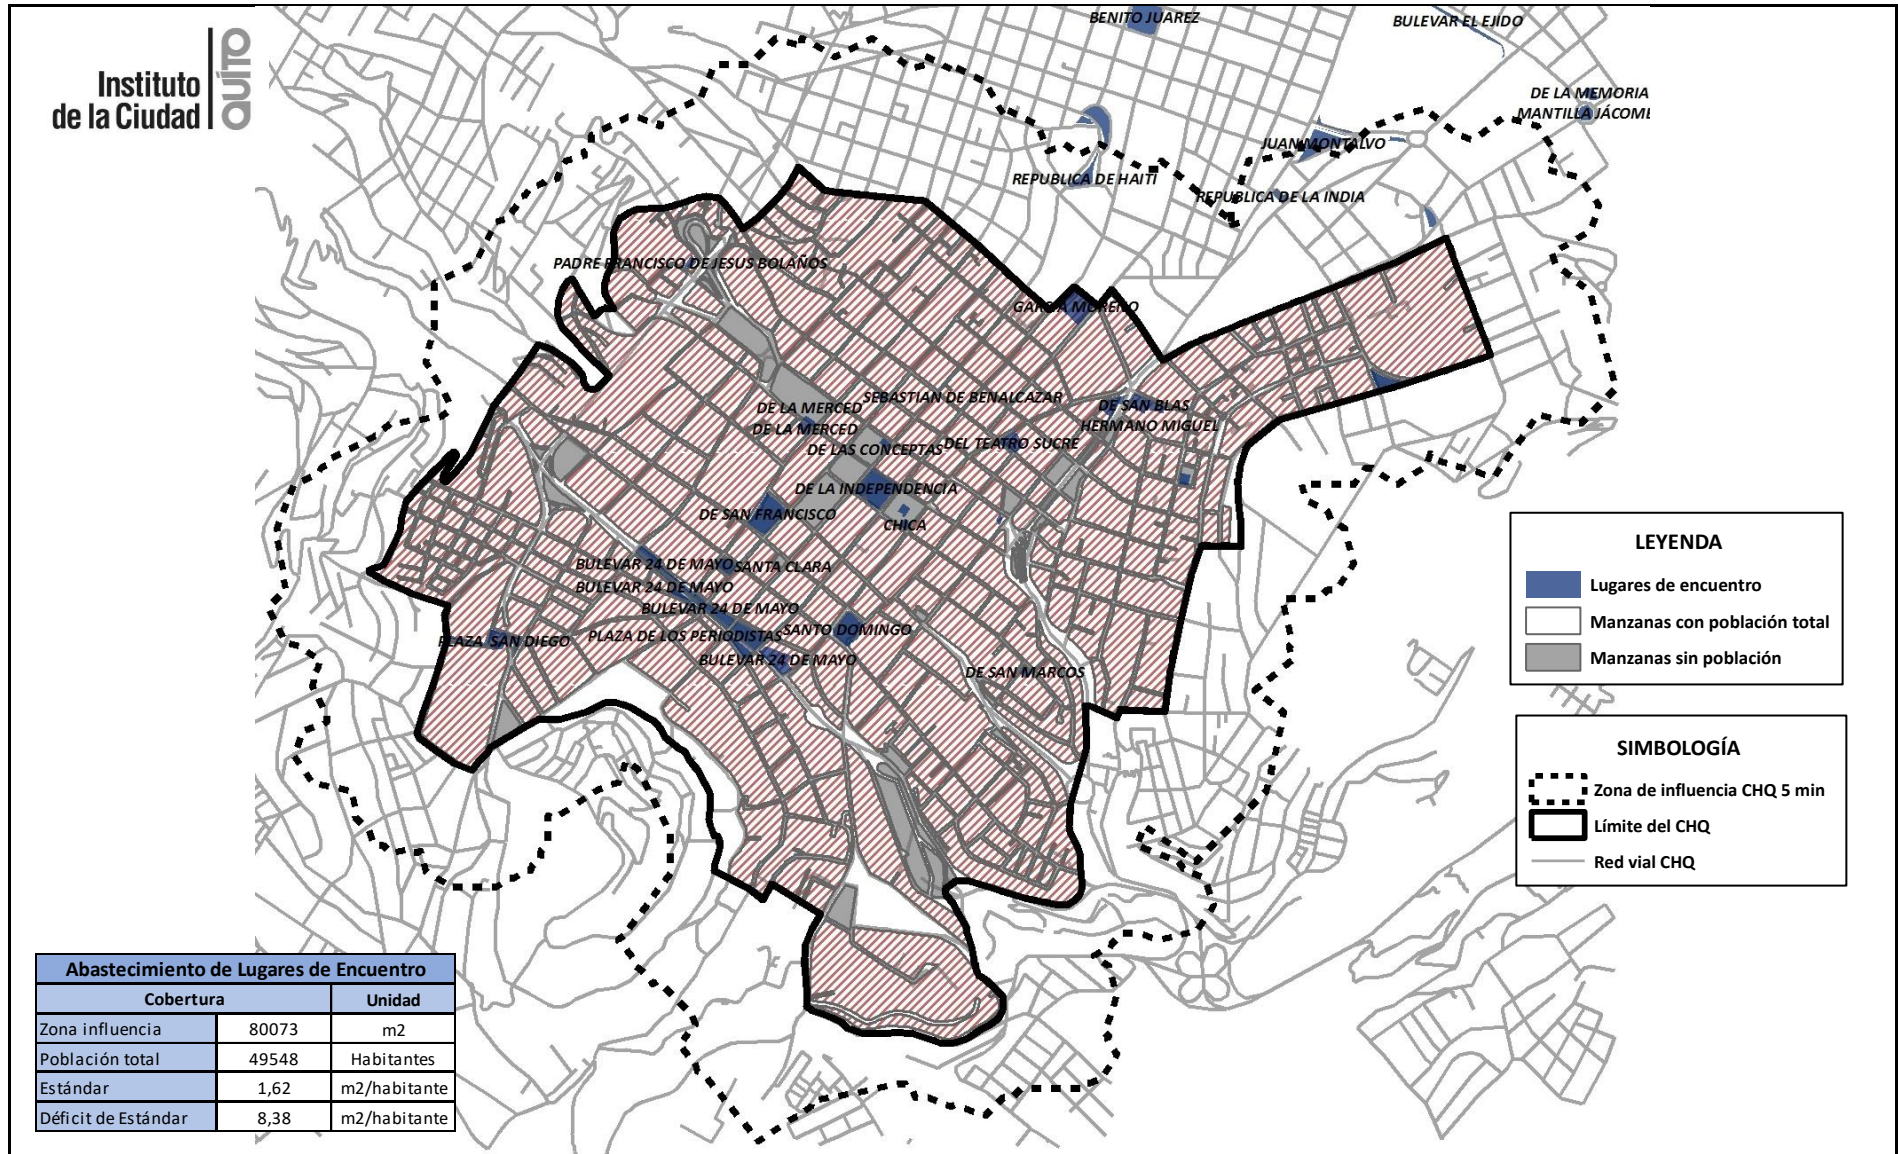 Instituto
de la Ciudad
QUITO
BENITO JUAREZ
BULEVAR EL EJIDO
DE LA MEMORIA
MANTILLA JÁCOME
JUAN MONTALVO
REPUBLICA DE HAITÍ
REPUBLICA DE LA INDIA
PADRE FRANCISCO DE JESUS BOLAÑOS
GARCIA MORENO
SEBASTIAN DE BENALCAZAR
DE LA MERCED
DE SAN BLAS
DE LA MERCED
HERMANO MIGUEL
DE LAS CONCEPTAS
DEL TEATRO SUCRE
DE LA INDEPENDENCIA
DE SAN FRANCISCO
CHICA
BULEVAR 24 DE MAYO
SANTA CLARA
BULEVAR 24 DE MAYO
BULEVAR 24 DE MAYO
PLAZA SAN DIEGO
PLAZA DE LOS PERIODISTAS
SANTO DOMINGO
BULEVAR 24 DE MAYO
DE SAN MARCOS
LEYENDA
Lugares de encuentro
Manzanas con población total
Manzanas sin población
SIMBOLOGÍA
Zona de influencia CHQ 5 min
Límite del CHQ
Red vial CHQ
Abastecimiento de Lugares de Encuentro
Cobertura Unidad
Zona influencia 80073 m2
Población total 49548 Habitantes
Estándar 1,62 m2/habitante
Déficit de Estándar 8,38 m2/habitante